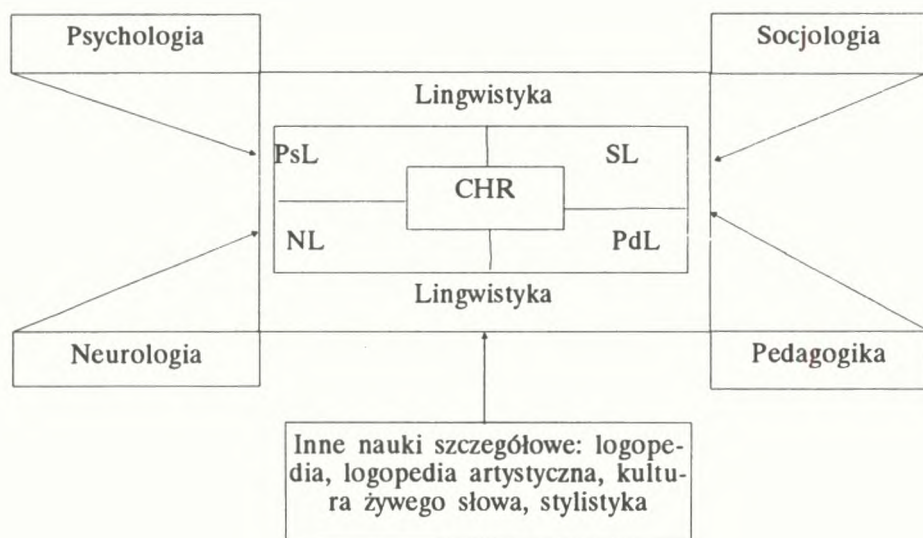 Psychologia
Socjologia
Lingwistyka
PsL
SL
CHR
NL
PdL
Lingwistyka
Neurologia
Pedagogika
Inne nauki szczegółowe: logope-
dia, logopedia artystyczna, kultu-
ra żywego słowa, stylistyka